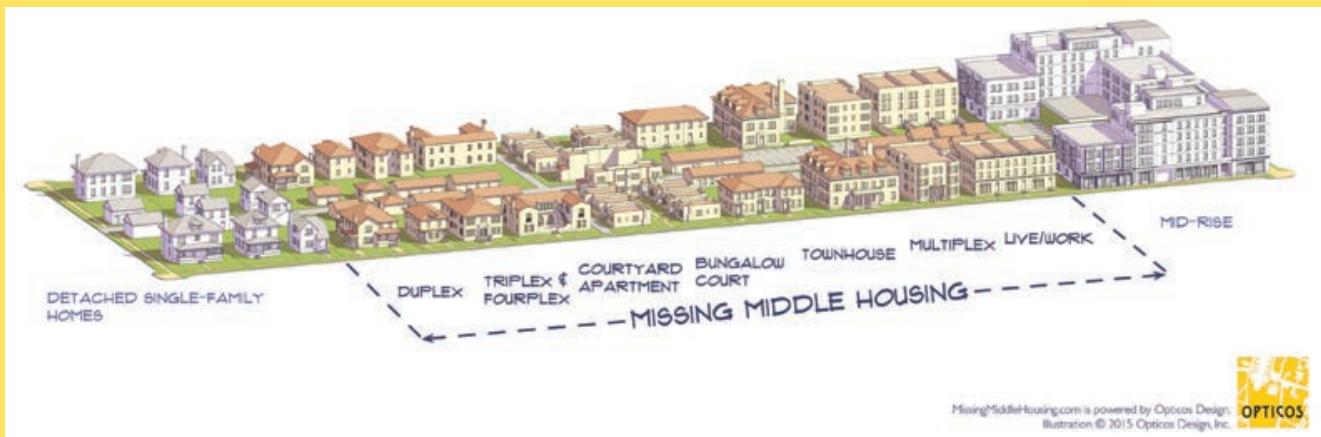 DETACHED SINGLE-FAMILY
HOMES
DUPLEX
TRIPLEX &
FOURPLEX
COURTYARD
APARTMENT
BUNGALOW
COURT
TOWNHOUSE
MULTIPLEX
LIVE/WORK
MID-RISE
MISSING MIDDLE HOUSING
MissingMiddleHousing.com is powered by Opticos Design.
Illustration © 2015 Opticos Design, Inc.
OPTICOS